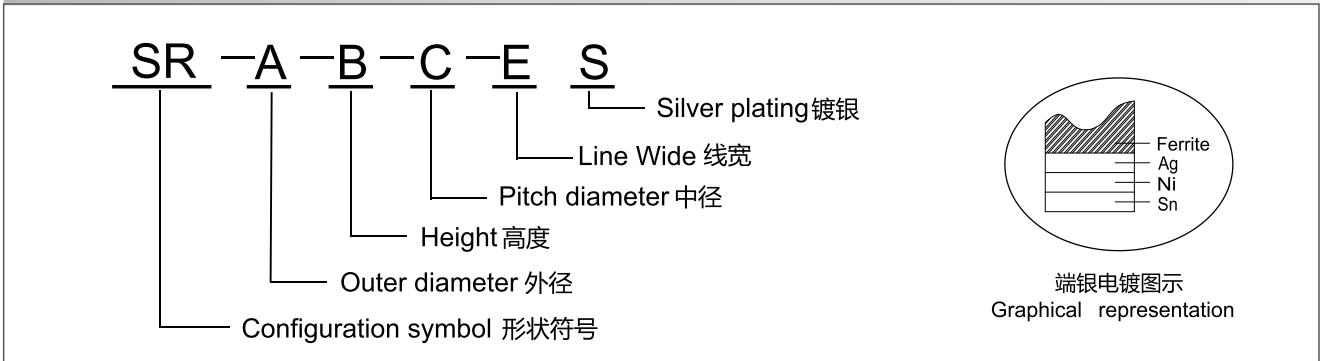 SR — A — B — C — E S
Silver plating镀银
Line Wide 线宽
Pitch diameter 中径
Height 高度
Outer diameter 外径
Configuration symbol 形状符号
Ferrite
Ag
Ni
Sn
端银电镀图示
Graphical representation